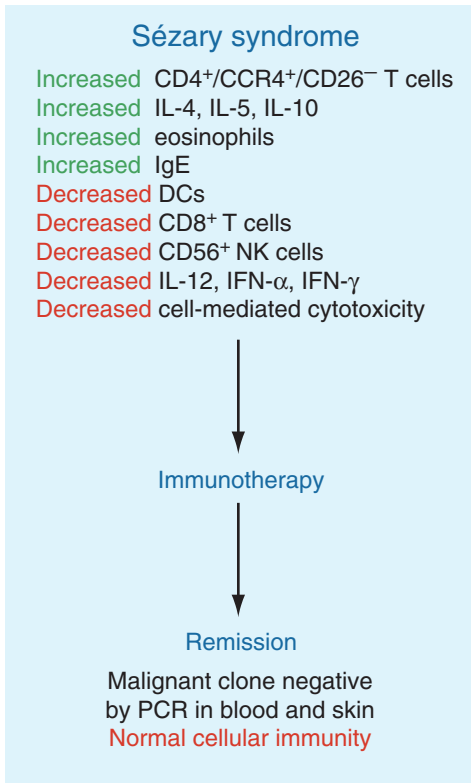 Sézary syndrome
Increased CD4⁺/CCR4⁺/CD26⁻ T cells
Increased IL-4, IL-5, IL-10
Increased eosinophils
Increased IgE
Decreased DCs
Decreased CD8⁺ T cells
Decreased CD56⁺ NK cells
Decreased IL-12, IFN-α, IFN-γ
Decreased cell-mediated cytotoxicity
Immunotherapy
Remission
Malignant clone negative
by PCR in blood and skin
Normal cellular immunity